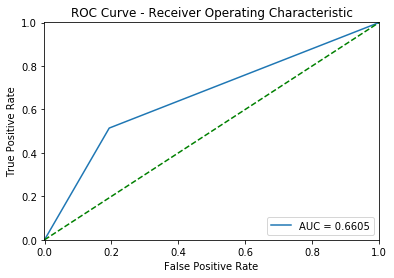 ROC Curve - Receiver Operating Characteristic
1.0
0.8
0.6
0.4
0.2
0.0
True Positive Rate
AUC = 0.6605
0.0 0.2 0.4 0.6 0.8 1.0
False Positive Rate